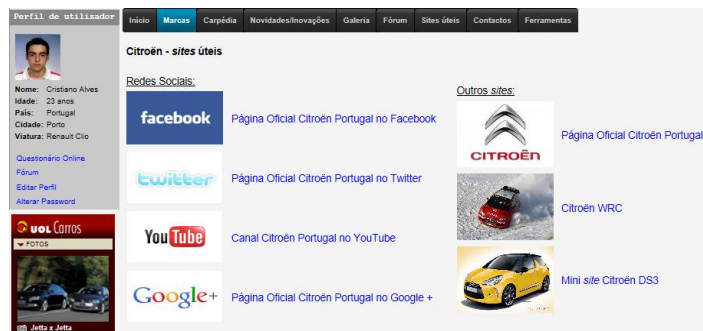 Perfil de utilizador
Nome: Cristiano Alves
Idade: 23 anos
País: Portugal
Cidade: Porto
Viatura: Renault Clio
Questionário Online
Fórum
Editar Perfil
Alterar Password
UOL Carros
FOTOS
Jetta x Jetta
Início Marcas Carpédia Novidades/Inovações Galeria Fórum Sites úteis Contactos Ferramentas
Citroën - sites úteis
Redes Sociais:
facebook
Página Oficial Citroën Portugal no Facebook
twitter
Página Oficial Citroën Portugal no Twitter
YouTube
Canal Citroën Portugal no YouTube
Google+
Página Oficial Citroën Portugal no Google +
Outros sites:
CITROËN
Página Oficial Citroën Portugal
Citroën WRC
Mini site Citroën DS3